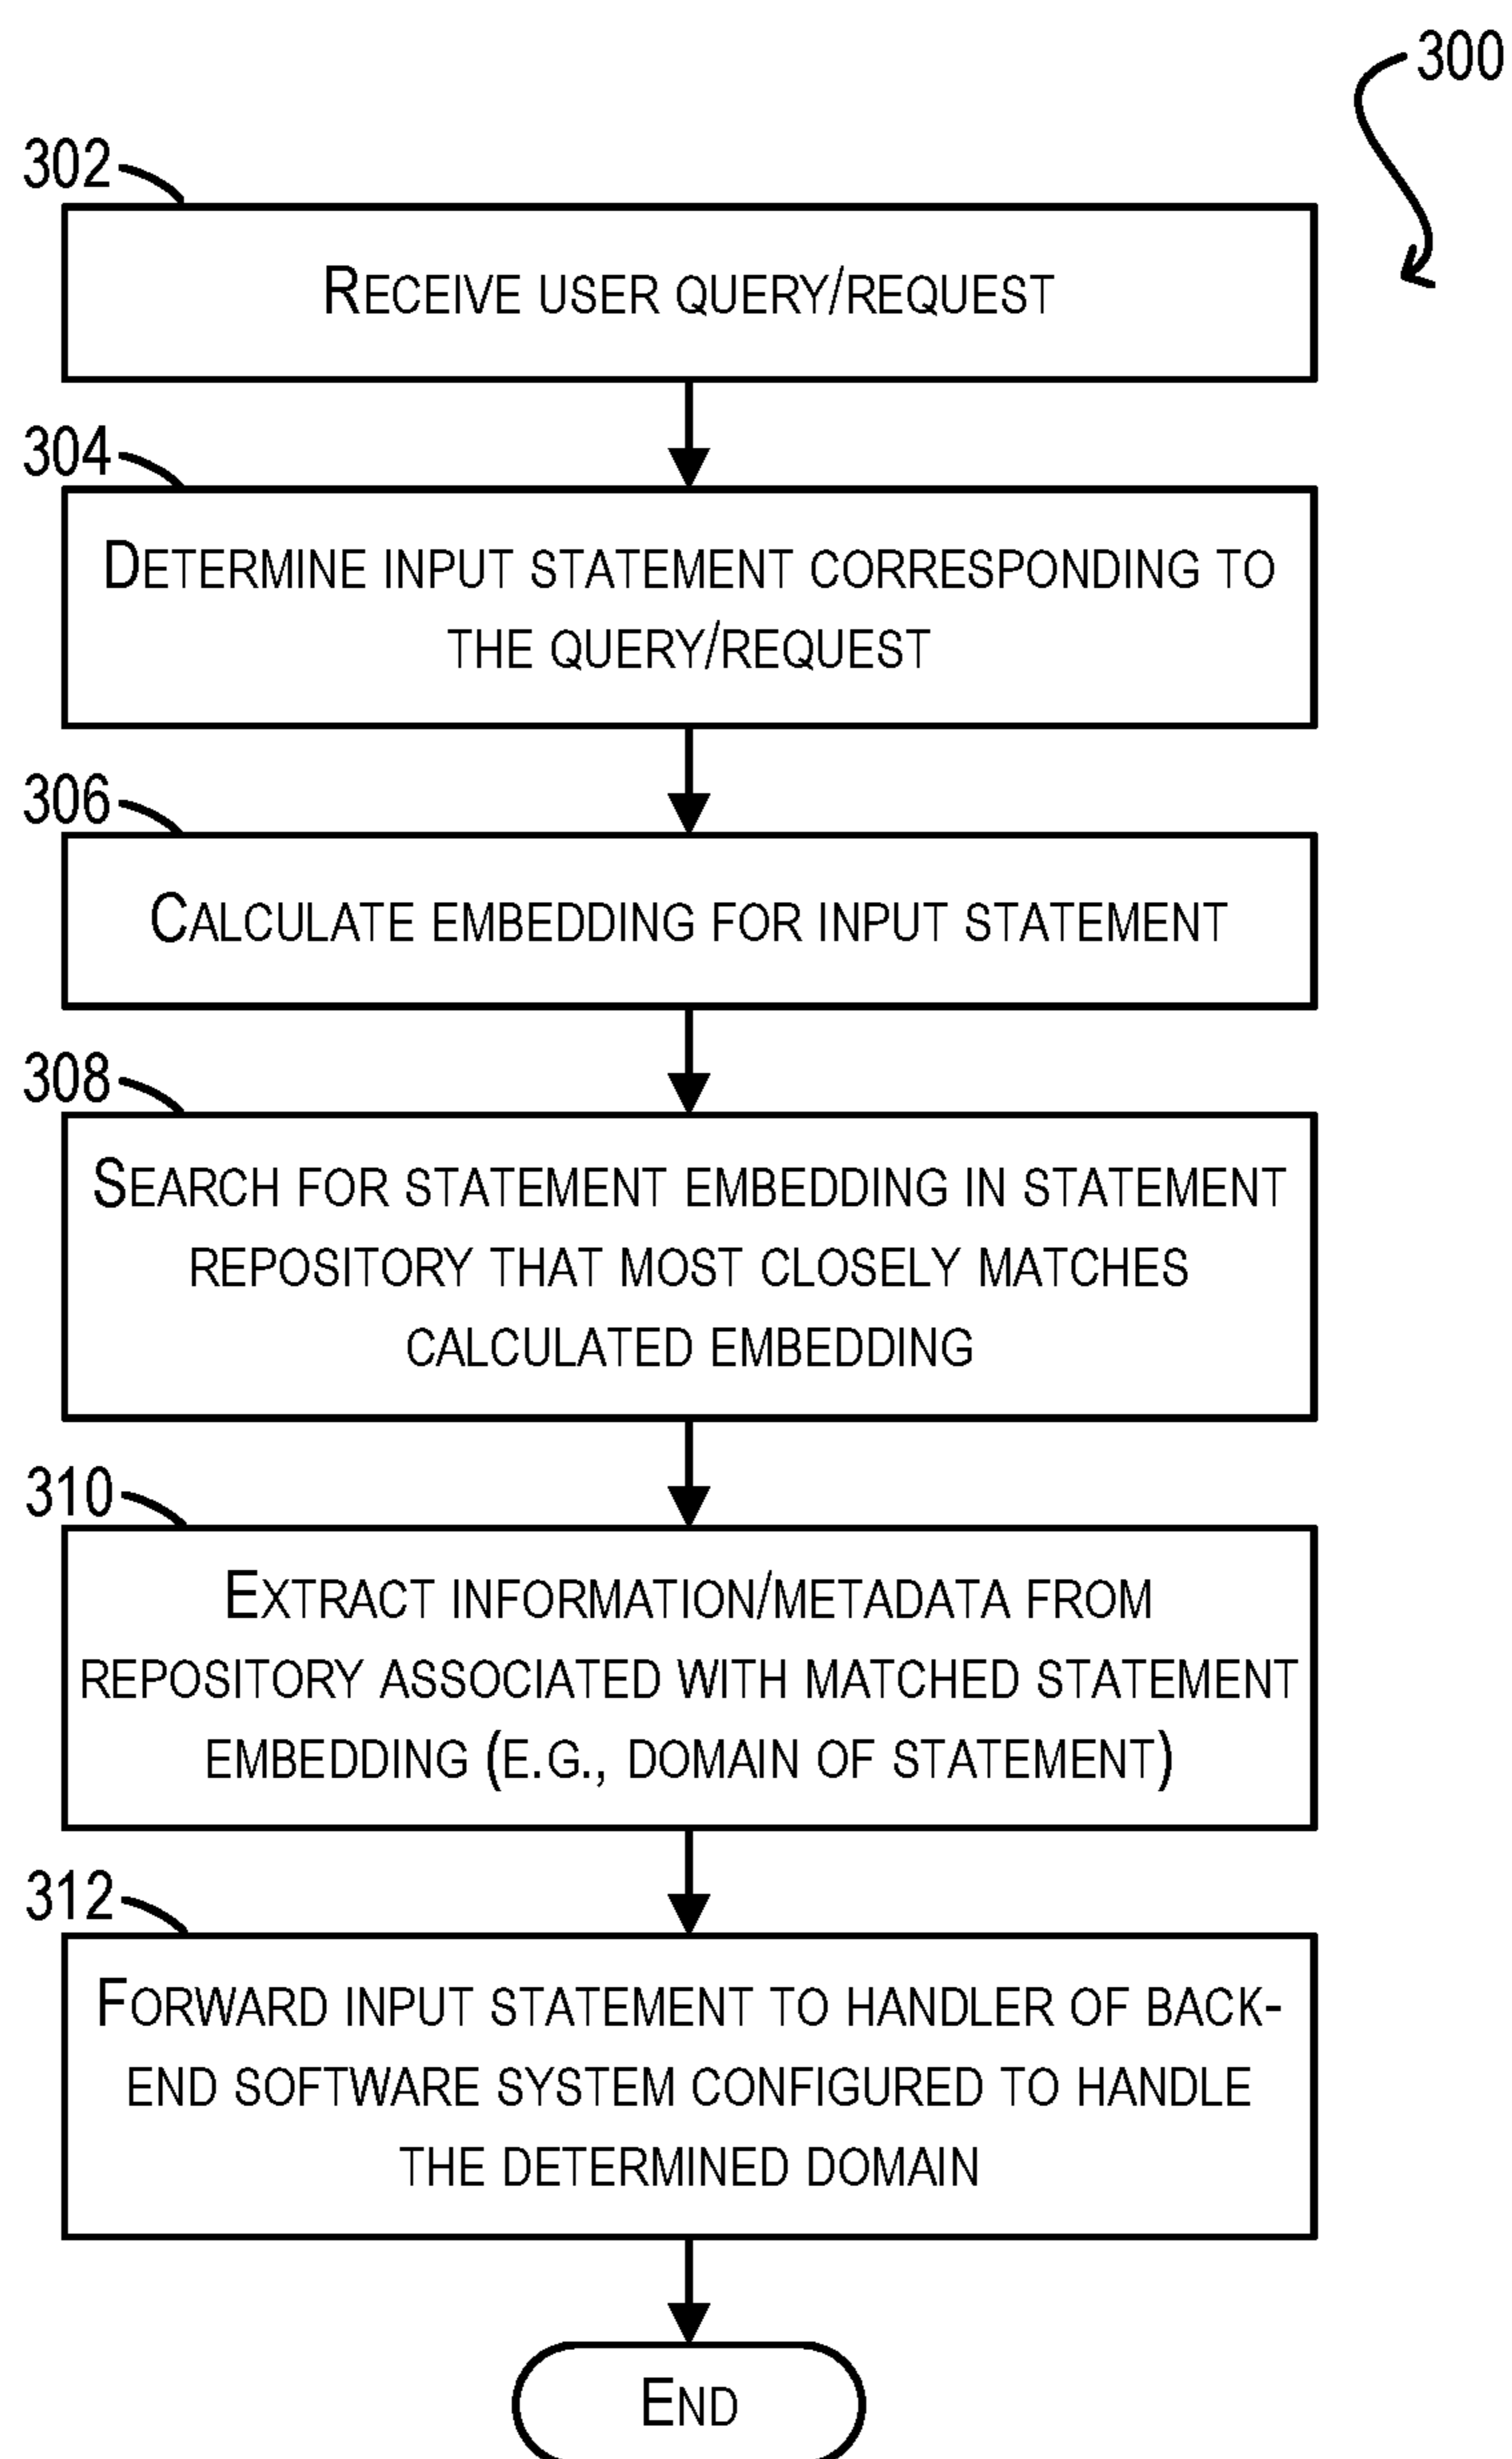 300
302
RECEIVE USER QUERY/REQUEST
304
DETERMINE INPUT STATEMENT CORRESPONDING TO
THE QUERY/REQUEST
306
CALCULATE EMBEDDING FOR INPUT STATEMENT
308
SEARCH FOR STATEMENT EMBEDDING IN STATEMENT
REPOSITORY THAT MOST CLOSELY MATCHES
CALCULATED EMBEDDING
310
EXTRACT INFORMATION/METADATA FROM
REPOSITORY ASSOCIATED WITH MATCHED STATEMENT
EMBEDDING (E.G., DOMAIN OF STATEMENT)
312
FORWARD INPUT STATEMENT TO HANDLER OF BACK-
END SOFTWARE SYSTEM CONFIGURED TO HANDLE
THE DETERMINED DOMAIN
END